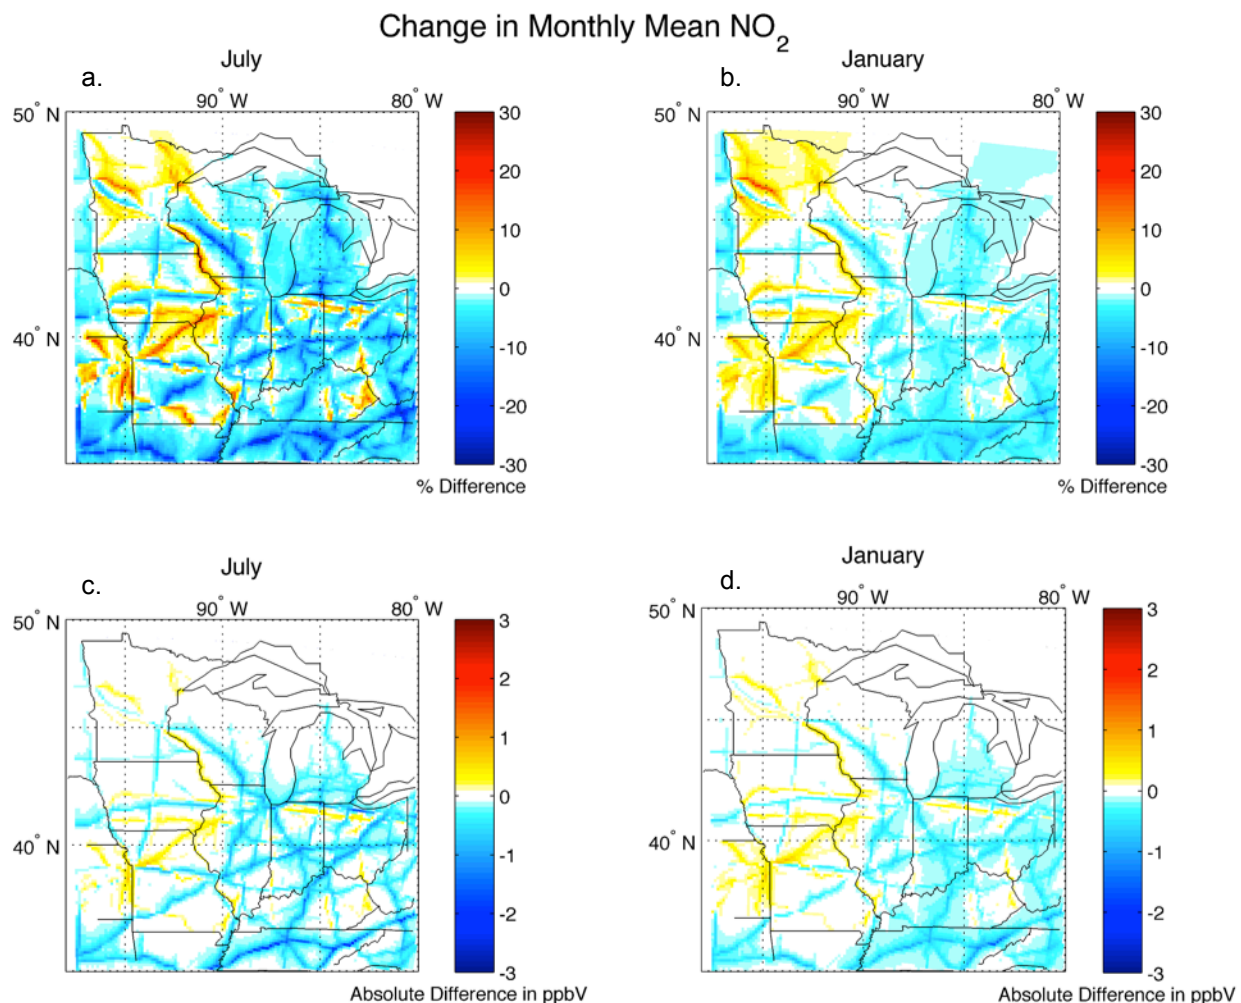 Change in Monthly Mean NO2
July
January
a.
b.
90° W
80° W
90° W
80° W
50° N
40° N
30
20
10
0
-10
-20
-30
% Difference
50° N
40° N
30
20
10
0
-10
-20
-30
% Difference
July
January
c.
d.
90° W
80° W
90° W
80° W
50° N
40° N
3
2
1
0
-1
-2
-3
Absolute Difference in ppbV
50° N
40° N
3
2
1
0
-1
-2
-3
Absolute Difference in ppbV